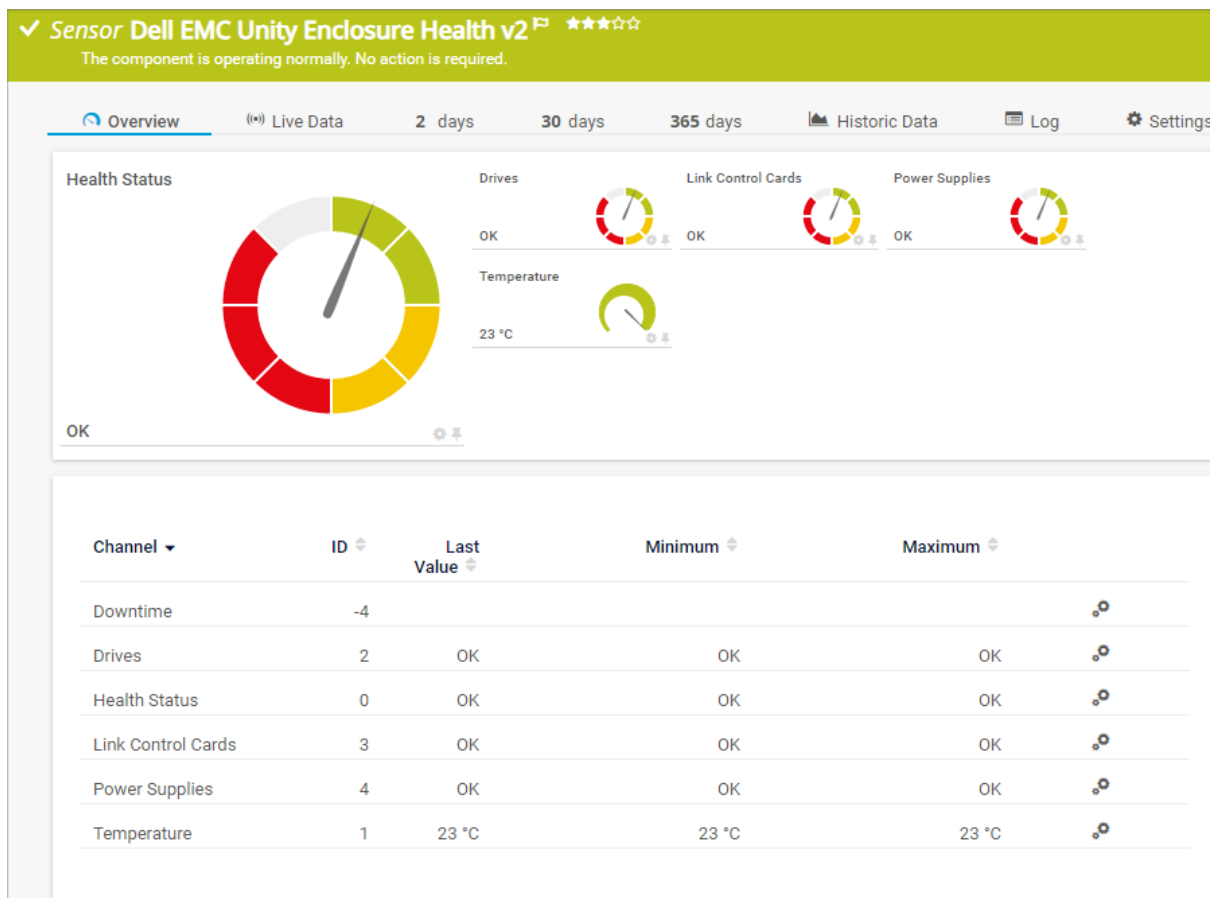 Sensor Dell EMC Unity Enclosure Health v2
The component is operating normally. No action is required.
Overview Live Data 2 days 30 days 365 days Historic Data Log Settings
Health Status
OK
Drives Link Control Cards Power Supplies
OK OK OK
Temperature
23 °C
Channel ID Last Value Minimum Maximum
Downtime -4
Drives 2 OK OK OK
Health Status 0 OK OK OK
Link Control Cards 3 OK OK OK
Power Supplies 4 OK OK OK
Temperature 1 23 °C 23 °C 23 °C